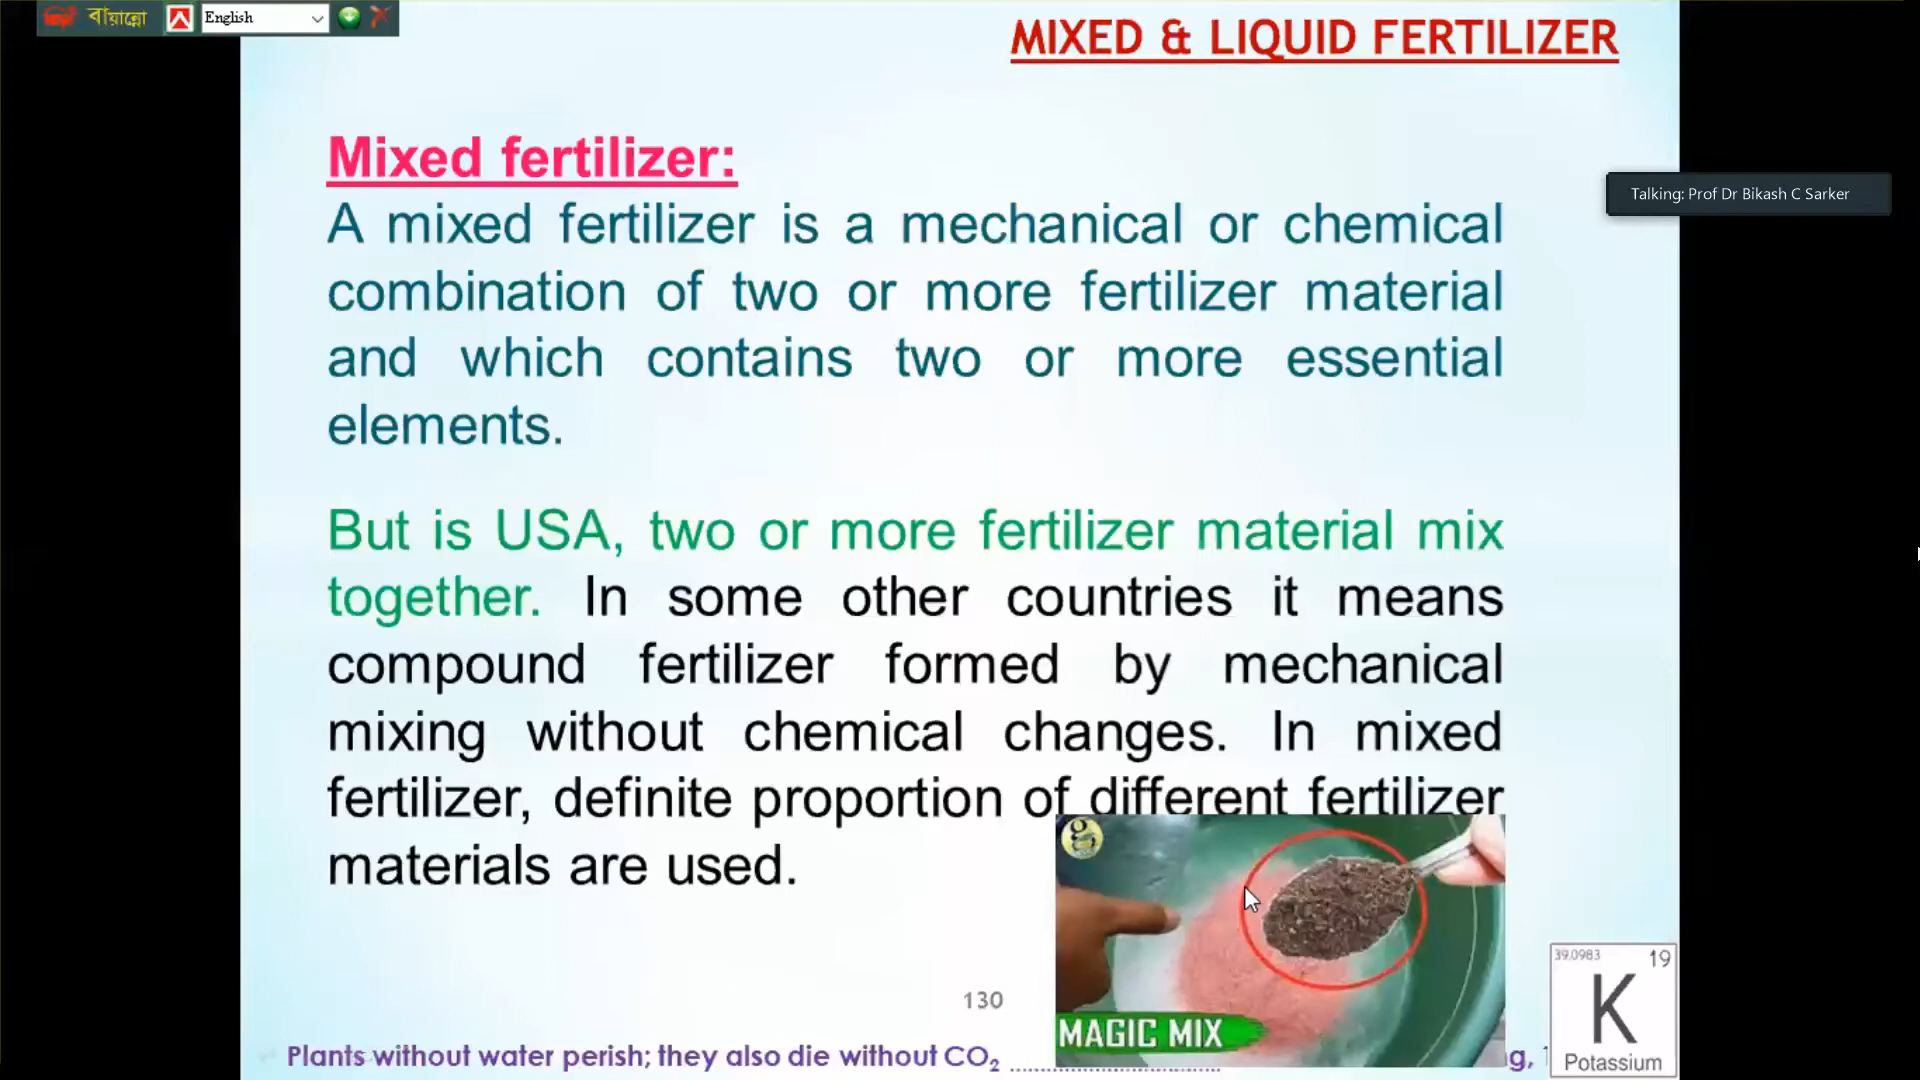 বায়ান্নো
English
MIXED & LIQUID FERTILIZER
Talking: Prof Dr Bikash C Sarker
Mixed fertilizer:
A mixed fertilizer is a mechanical or chemical
combination of two or more fertilizer material
and which contains two or more essential
elements.
But is USA, two or more fertilizer material mix
together. In some other countries it means
compound fertilizer formed by mechanical
mixing without chemical changes. In mixed
fertilizer, definite proportion of different fertilizer
materials are used.
MAGIC MIX
39.0983 19
K
Potassium
130
Plants without water perish; they also die without CO₂